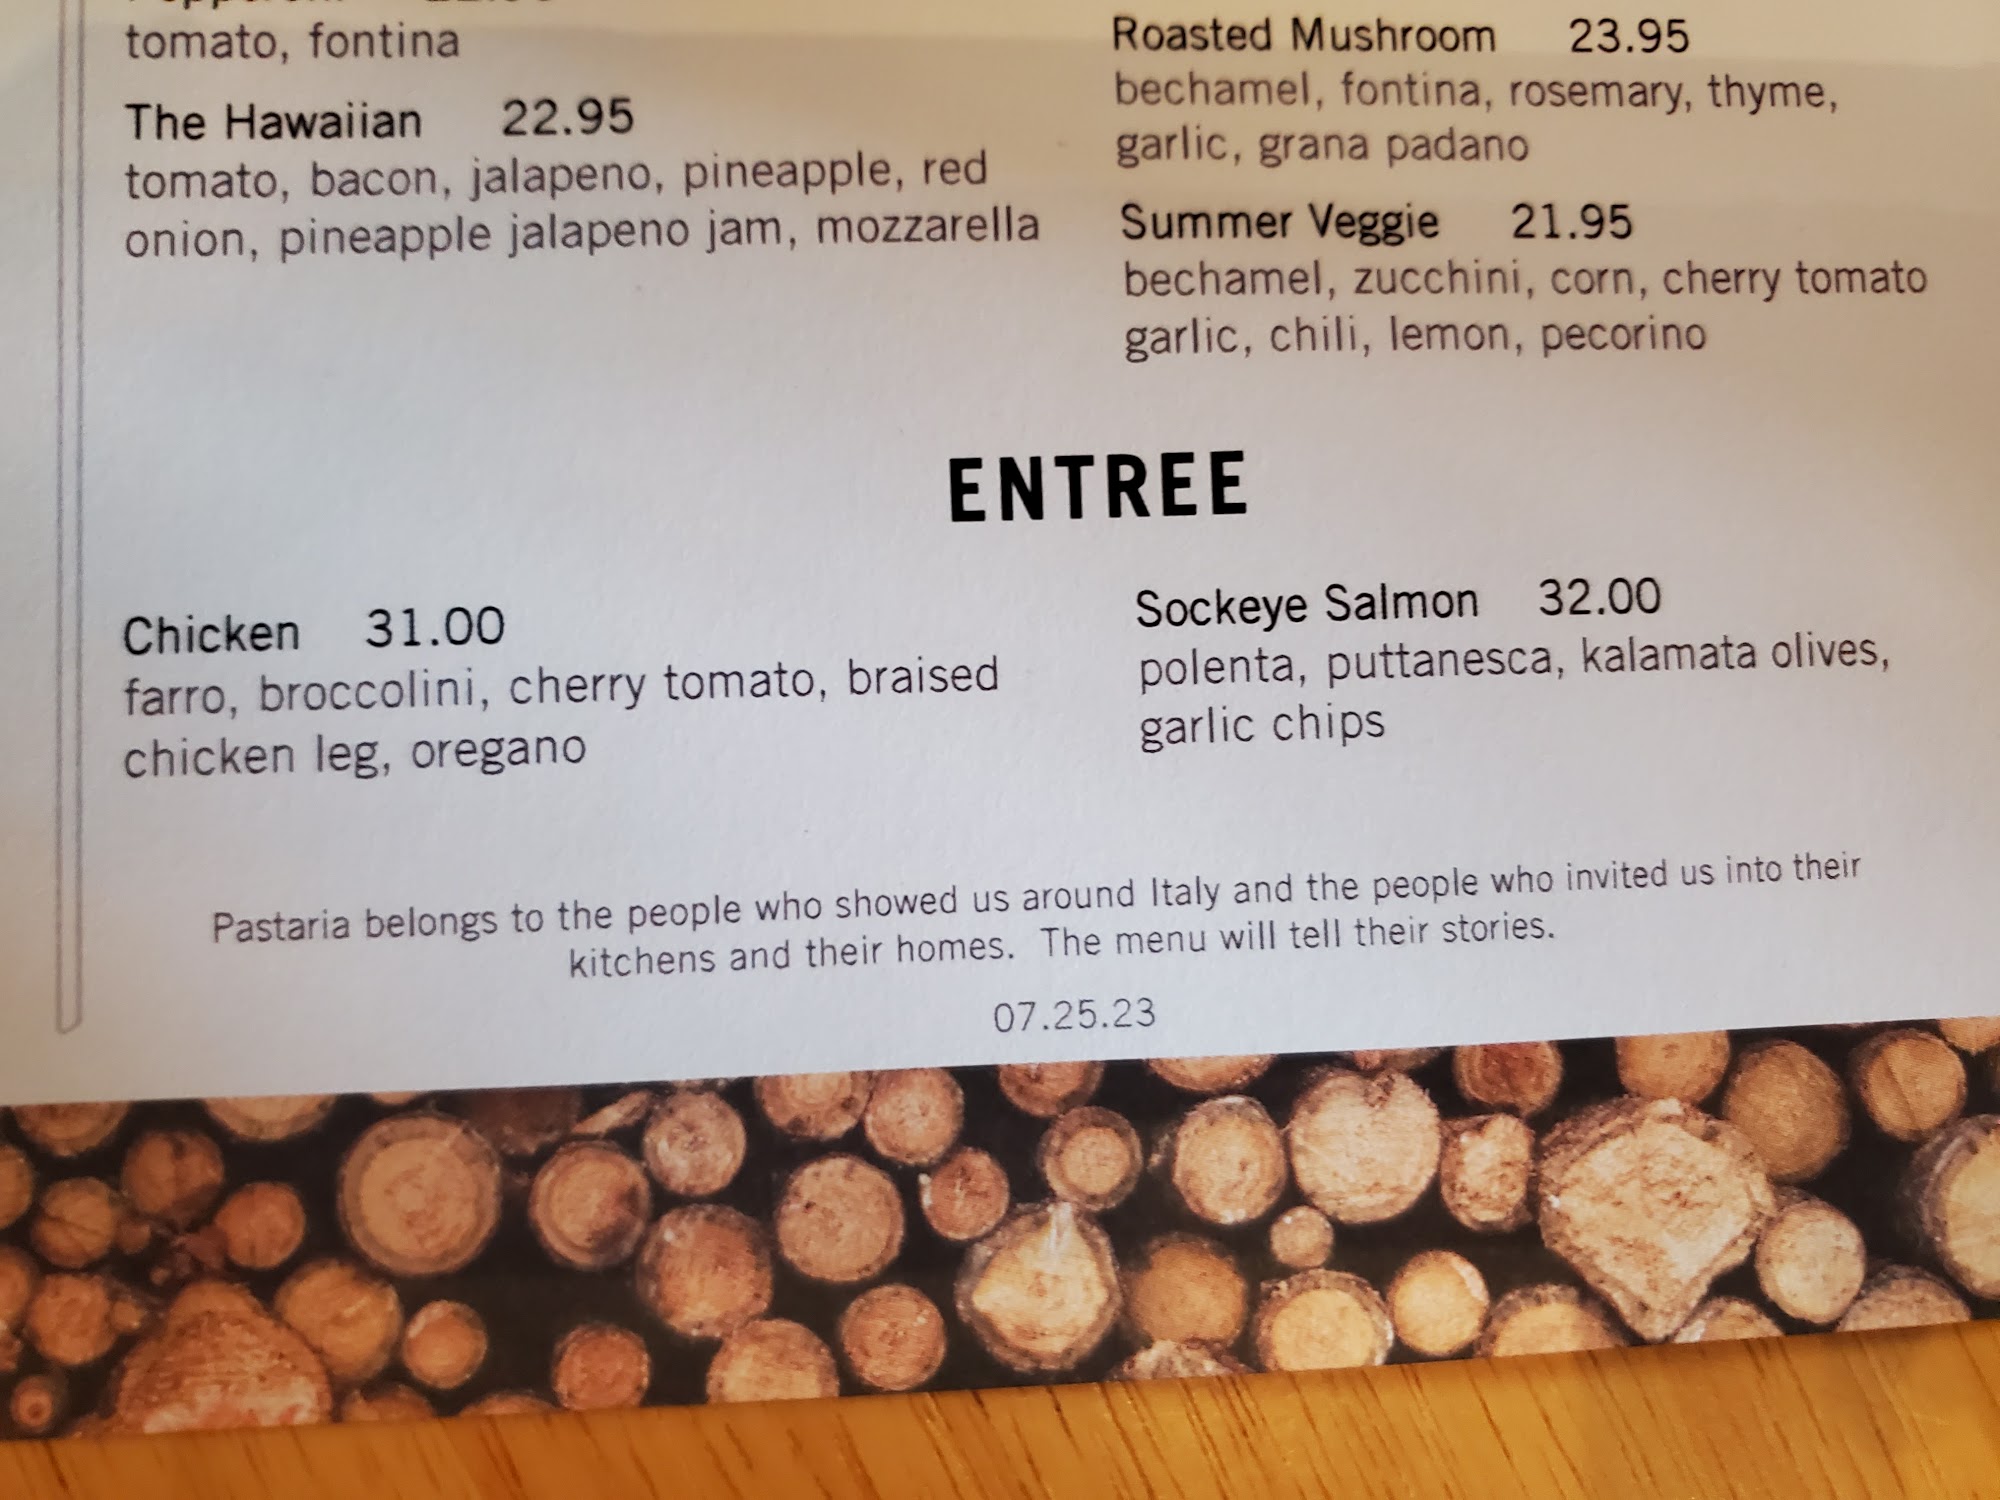 tomato, fontina
The Hawaiian 22.95
tomato, bacon, jalapeno, pineapple, red
onion, pineapple jalapeno jam, mozzarella
Roasted Mushroom 23.95
bechamel, fontina, rosemary, thyme,
garlic, grana padano
Summer Veggie 21.95
bechamel, zucchini, corn, cherry tomato
garlic, chili, lemon, pecorino
ENTREE
Chicken 31.00
farro, broccolini, cherry tomato, braised
chicken leg, oregano
Sockeye Salmon 32.00
polenta, puttanesca, kalamata olives,
garlic chips
Pastaria belongs to the people who showed us around Italy and the people who invited us into their
kitchens and their homes. The menu will tell their stories.
07.25.23